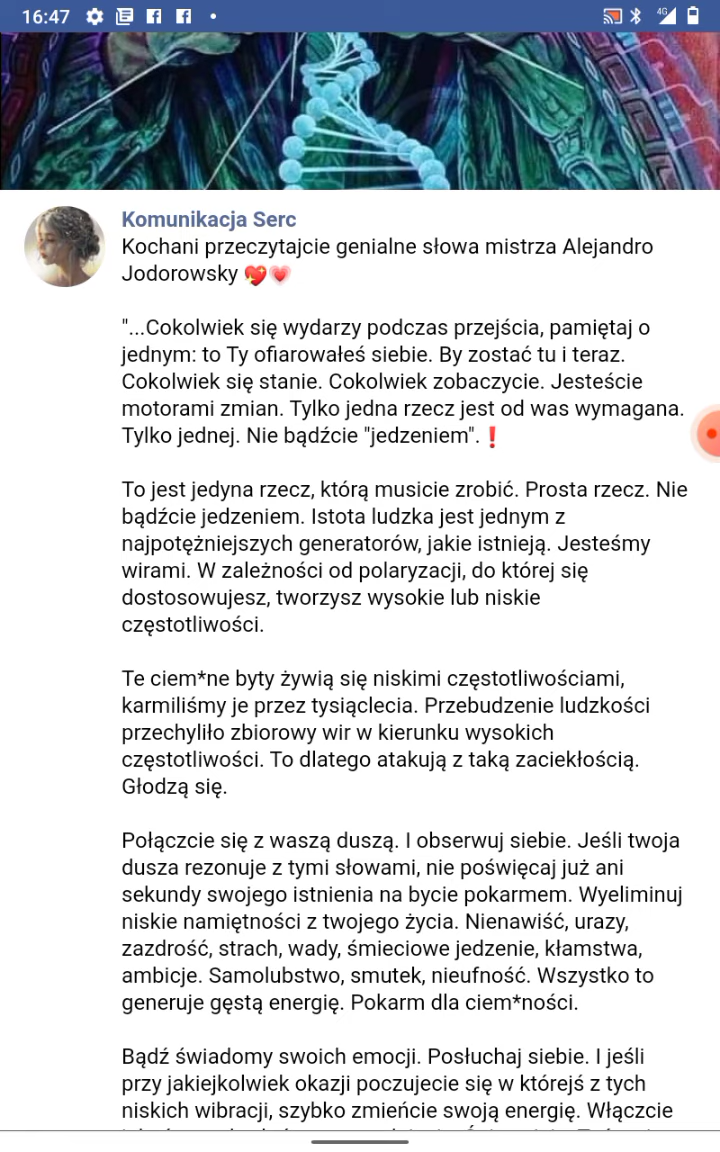 16:47
4G
Komunikacja Serc
Kochani przeczytajcie genialne słowa mistrza Alejandro
Jodorowsky 💖💗
"...Cokolwiek się wydarzy podczas przejścia, pamiętaj o
jednym: to Ty ofiarowałeś siebie. By zostać tu i teraz.
Cokolwiek się stanie. Cokolwiek zobaczycie. Jesteście
motorami zmian. Tylko jedna rzecz jest od was wymagana.
Tylko jednej. Nie bądźcie "jedzeniem".❗
To jest jedyna rzecz, którą musicie zrobić. Prosta rzecz. Nie
bądźcie jedzeniem. Istota ludzka jest jednym z
najpotężniejszych generatorów, jakie istnieją. Jesteśmy
wirami. W zależności od polaryzacji, do której się
dostosowujesz, tworzysz wysokie lub niskie
częstotliwości.
Te ciem*ne byty żywią się niskimi częstotliwościami,
karmiliśmy je przez tysiąclecia. Przebudzenie ludzkości
przechyliło zbiorowy wir w kierunku wysokich
częstotliwości. To dlatego atakują z taką zaciekłością.
Głodzą się.
Połączcie się z waszą duszą. I obserwuj siebie. Jeśli twoja
dusza rezonuje z tymi słowami, nie poświęcaj już ani
sekundy swojego istnienia na bycie pokarmem. Wyeliminuj
niskie namiętności z twojego życia. Nienawiść, urazy,
zazdrość, strach, wady, śmieciowe jedzenie, kłamstwa,
ambicje. Samolubstwo, smutek, nieufność. Wszystko to
generuje gęstą energię. Pokarm dla ciem*ności.
Bądź świadomy swoich emocji. Posłuchaj siebie. I jeśli
przy jakiejkolwiek okazji poczujecie się w którejś z tych
niskich wibracji, szybko zmieńcie swoją energię. Włączcie